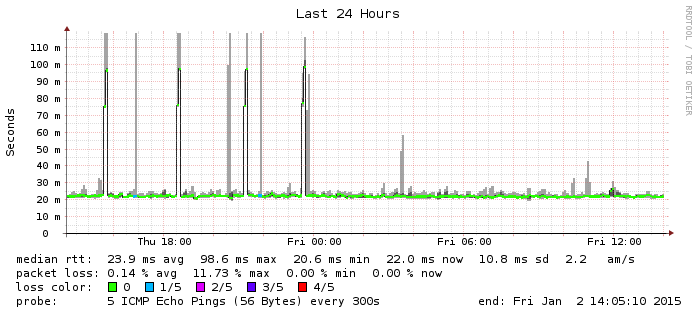 Last 24 Hours
RRDTOOL / TOBI OETIKER
Seconds
110 m
100 m
90 m
80 m
70 m
60 m
50 m
40 m
30 m
20 m
10 m
0
Thu 18:00 Fri 00:00 Fri 06:00 Fri 12:00
median rtt: 23.9 ms avg 98.6 ms max 20.6 ms min 22.0 ms now 10.8 ms sd 2.2 am/s
packet loss: 0.14 % avg 11.73 % max 0.00 % min 0.00 % now
loss color: 0 1/5 2/5 3/5 4/5
probe: 5 ICMP Echo Pings (56 Bytes) every 300s end: Fri Jan 2 14:05:10 2015